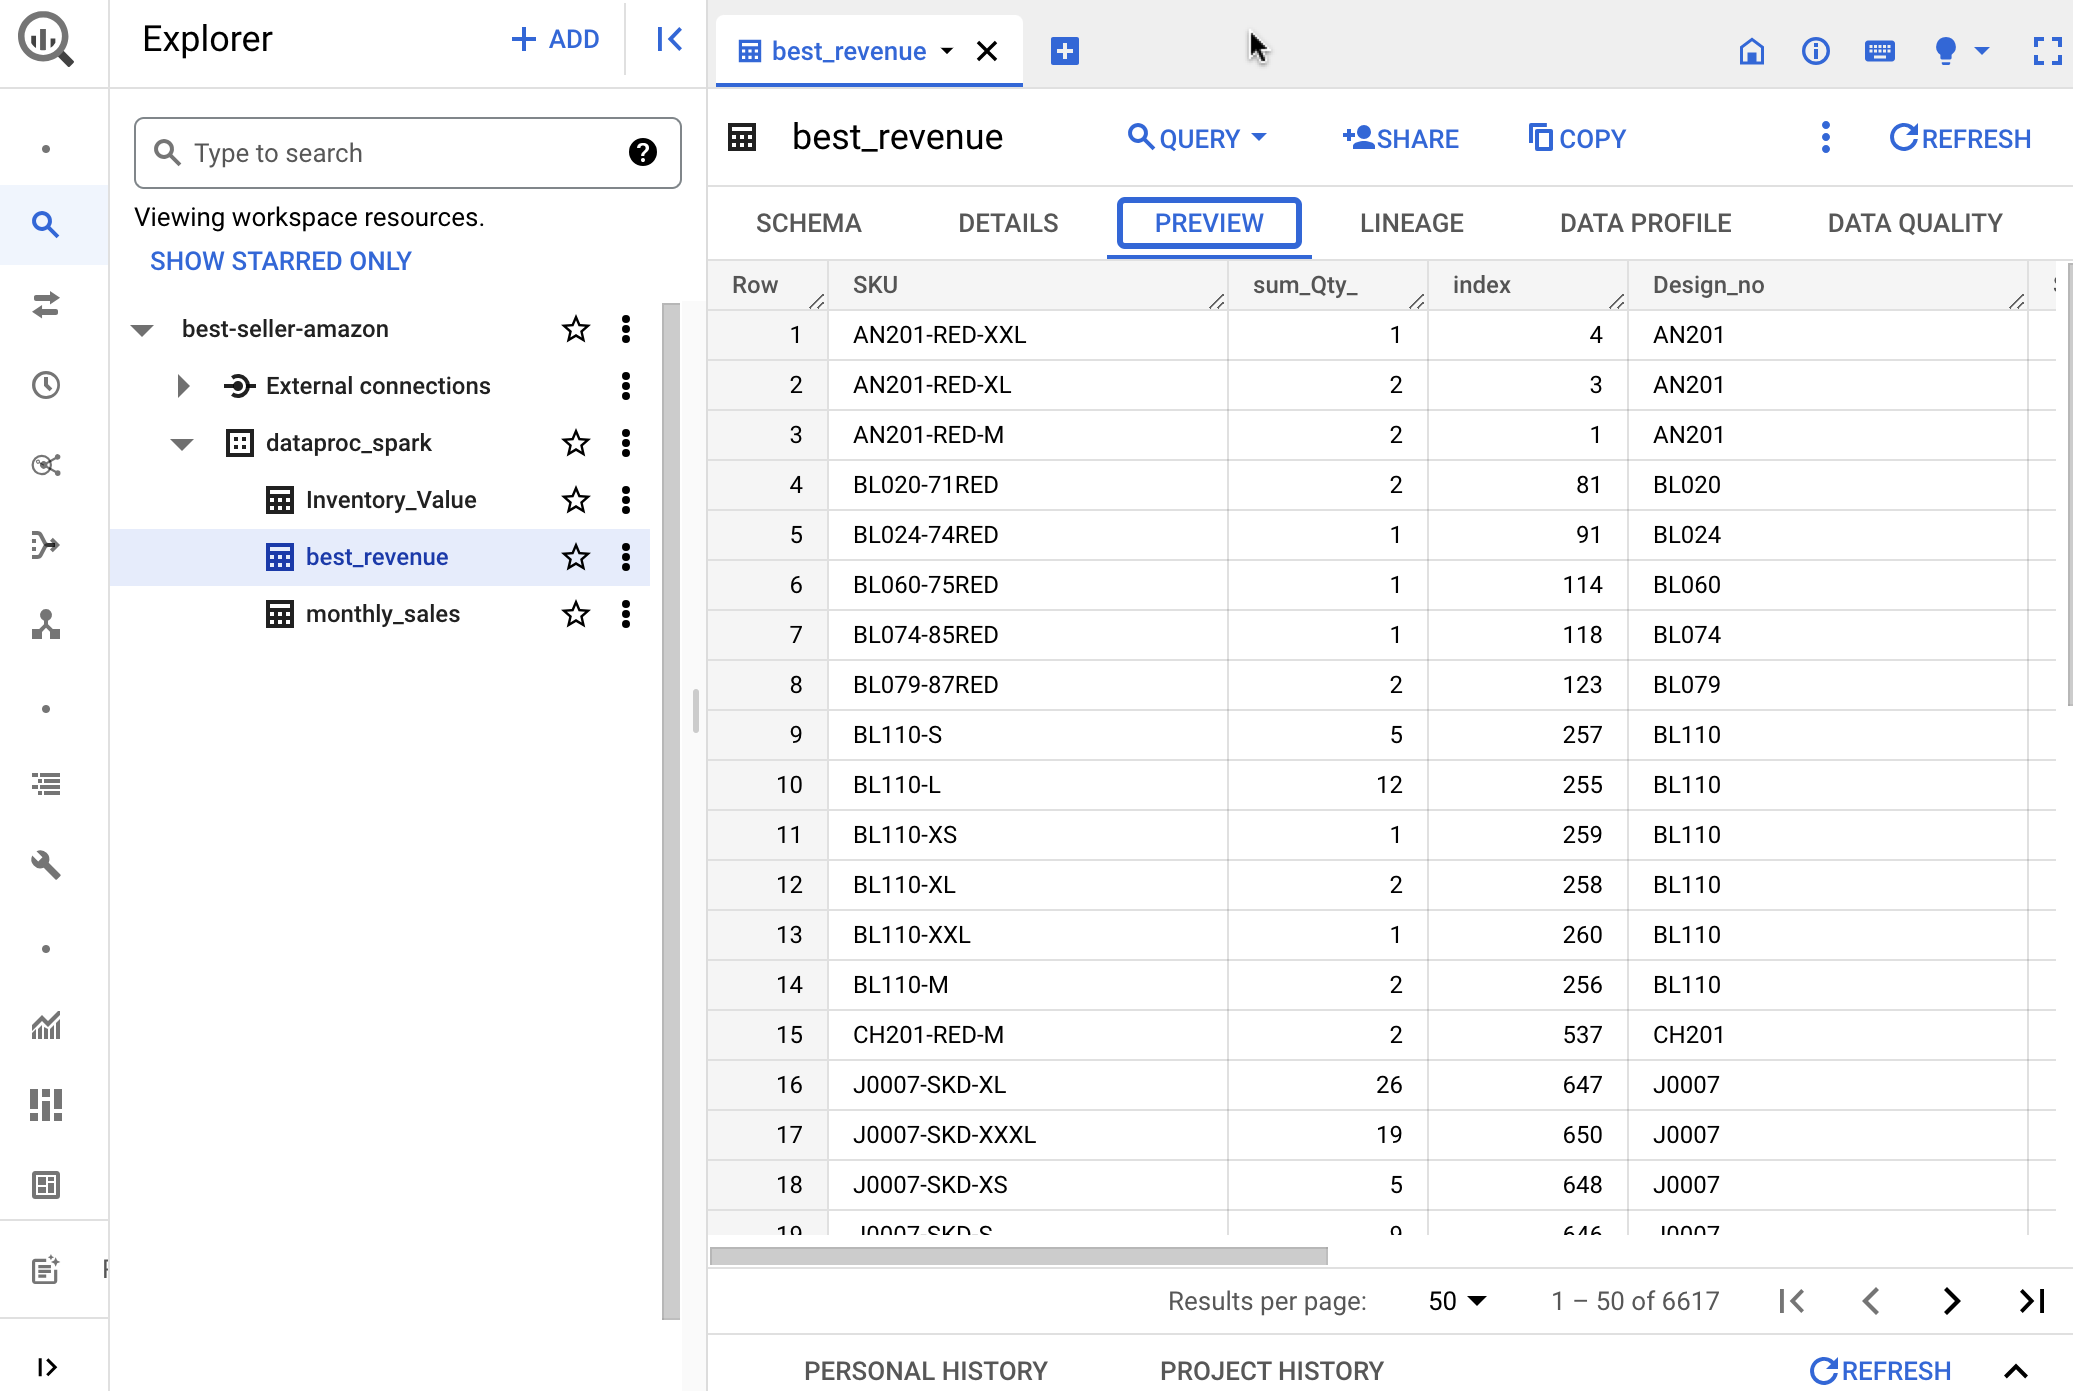 Explorer
+ ADD
best_revenue
best_revenue
QUERY
SHARE
COPY
REFRESH
Type to search
Viewing workspace resources.
SHOW STARRED ONLY
best-seller-amazon
External connections
dataproc_spark
Inventory_Value
best_revenue
monthly_sales
SCHEMA DETAILS PREVIEW LINEAGE DATA PROFILE DATA QUALITY
Row SKU sum_Qty_ index Design_no
1 AN201-RED-XXL 1 4 AN201
2 AN201-RED-XL 2 3 AN201
3 AN201-RED-M 2 1 AN201
4 BL020-71RED 2 81 BL020
5 BL024-74RED 1 91 BL024
6 BL060-75RED 1 114 BL060
7 BL074-85RED 1 118 BL074
8 BL079-87RED 2 123 BL079
9 BL110-S 5 257 BL110
10 BL110-L 12 255 BL110
11 BL110-XS 1 259 BL110
12 BL110-XL 2 258 BL110
13 BL110-XXL 1 260 BL110
14 BL110-M 2 256 BL110
15 CH201-RED-M 2 537 CH201
16 J0007-SKD-XL 26 647 J0007
17 J0007-SKD-XXXL 19 650 J0007
18 J0007-SKD-XS 5 648 J0007
19 J0007-SKD-S 9 646 J0007
Results per page: 50 1 – 50 of 6617
PERSONAL HISTORY PROJECT HISTORY REFRESH